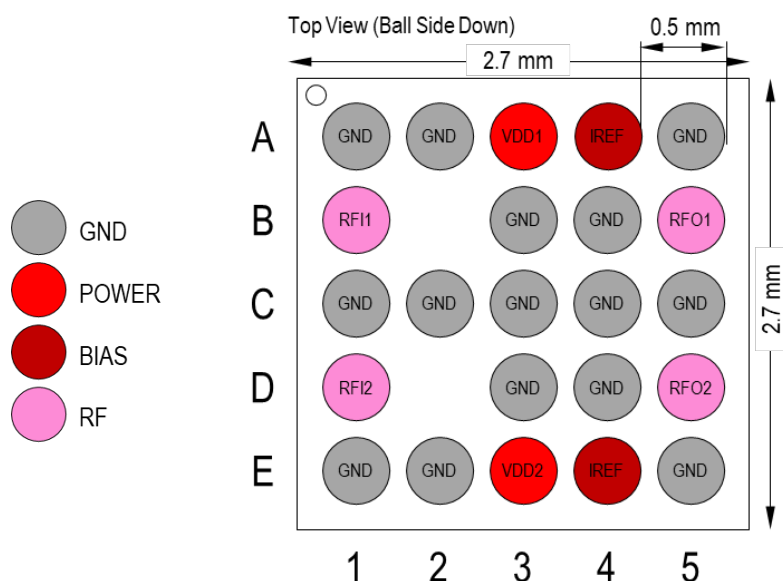 Top View (Ball Side Down)
0.5 mm
2.7 mm
A
GND
GND
VDD1
IREF
GND
B
RFI1
GND
GND
RFO1
GND
POWER
BIAS
RF
C
GND
GND
GND
GND
GND
2.7 mm
D
RFI2
GND
GND
RFO2
E
GND
GND
VDD2
IREF
GND
1 2 3 4 5